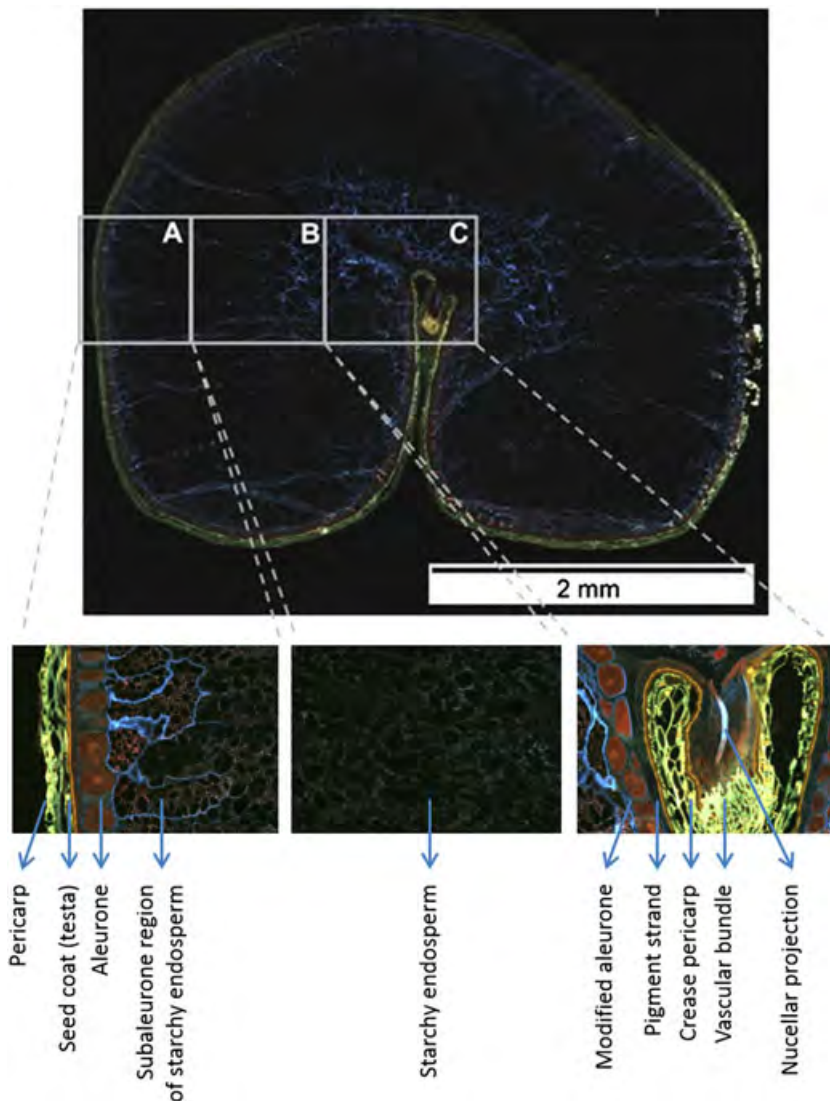 A
B
C
2 mm
Pericarp
Seed coat (testa)
Aleurone
Subaleurone region
of starchy endosperm
Starchy endosperm
Modified aleurone
Pigment strand
Crease pericarp
Vascular bundle
Nucellar projection